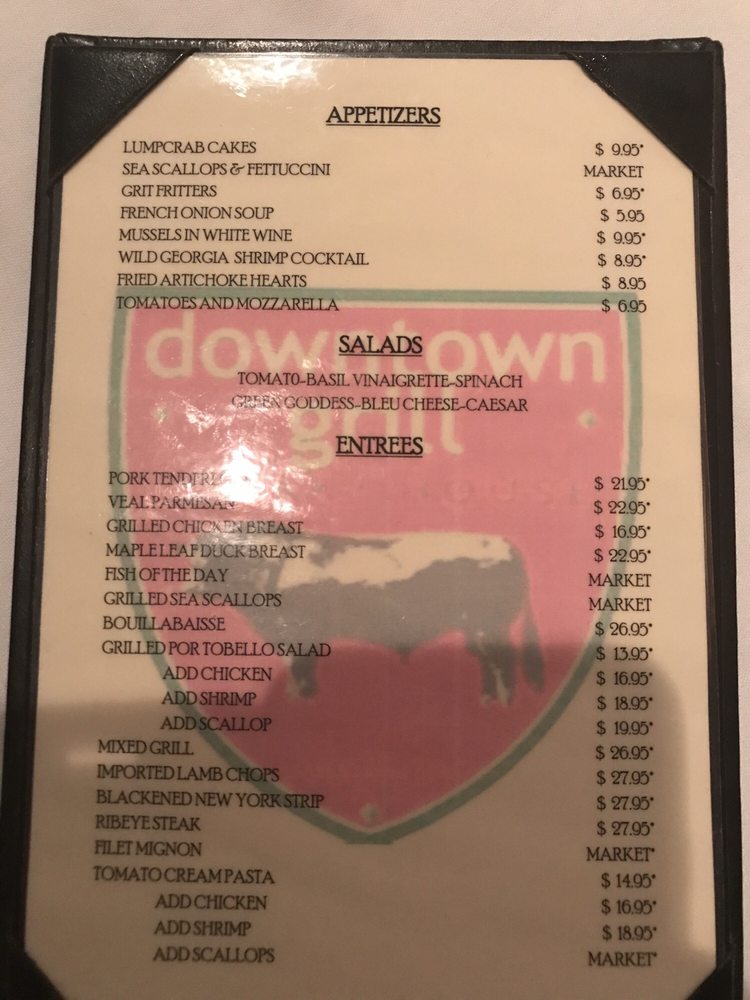 APPETIZERS
LUMPCRAB CAKES $ 9.95*
SEA SCALLOPS & FETTUCCINI MARKET
GRIT FRITTERS $ 6.95*
FRENCH ONION SOUP $ 5.95
MUSSELS IN WHITE WINE $ 9.95*
WILD GEORGIA SHRIMP COCKTAIL $ 8.95*
FRIED ARTICHOKE HEARTS $ 8.95
TOMATOES AND MOZZARELLA $ 6.95
downtown
SALADS
TOMATO-BASIL VINAIGRETTE-SPINACH
GREEN GODDESS-BLEU CHEESE-CAESAR
grill
ENTREES
PORK $ 21.95*
VEAL PARMESAN $ 22.95*
GRILLED CHICKEN BREAST $ 16.95*
MAPLE LEAF DUCK BREAST $ 22.95*
FISH OF THE DAY MARKET
GRILLED SEA SCALLOPS MARKET
BOUILLABAISSE $ 26.95*
GRILLED PORTOBELLO SALAD $ 13.95*
ADD CHICKEN $ 16.95*
ADD SHRIMP $ 18.95*
ADD SCALLOP $ 19.95*
MIXED GRILL $ 26.95*
IMPORTED LAMB CHOPS $ 27.95*
BLACKENED NEW YORK STRIP $ 27.95*
RIBEYE STEAK $ 27.95*
FILET MIGNON MARKET*
TOMATO CREAM PASTA $ 14.95*
ADD CHICKEN $ 16.95*
ADD SHRIMP $ 18.95*
ADD SCALLOPS MARKET*